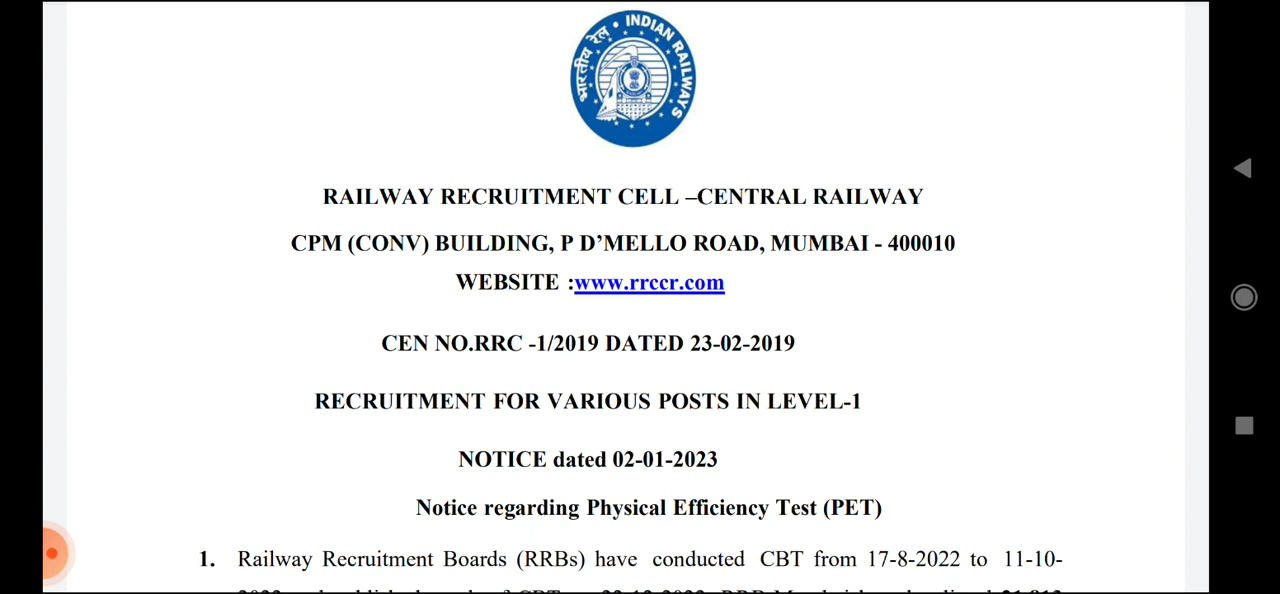 भारतीय रेल • INDIAN RAILWAYS
RAILWAY RECRUITMENT CELL –CENTRAL RAILWAY
CPM (CONV) BUILDING, P D’MELLO ROAD, MUMBAI - 400010
WEBSITE :www.rrccr.com
CEN NO.RRC -1/2019 DATED 23-02-2019
RECRUITMENT FOR VARIOUS POSTS IN LEVEL-1
NOTICE dated 02-01-2023
Notice regarding Physical Efficiency Test (PET)
1. Railway Recruitment Boards (RRBs) have conducted CBT from 17-8-2022 to 11-10-